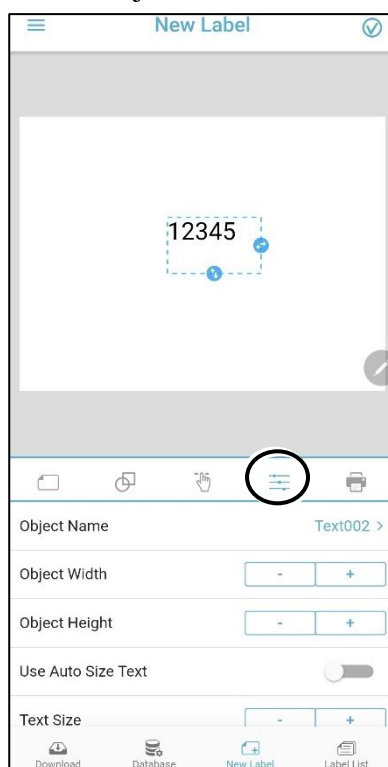 New Label
12345
Object Name Text002 >
Object Width - +
Object Height - +
Use Auto Size Text
Text Size - +
Download Database New Label Label List